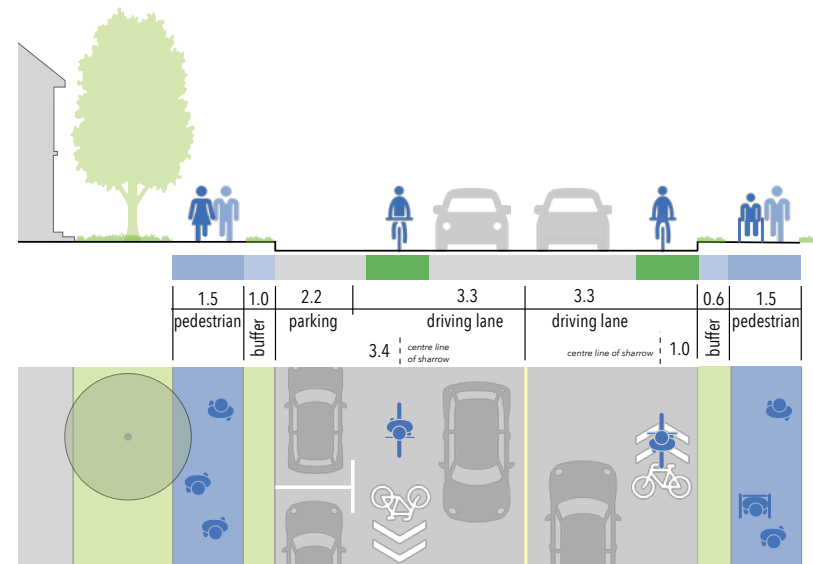 1.5 1.0 2.2 3.3 3.3 0.6 1.5
pedestrian buffer parking driving lane driving lane buffer pedestrian
3.4 centre line
of sharrow
centre line of sharrow 1.0